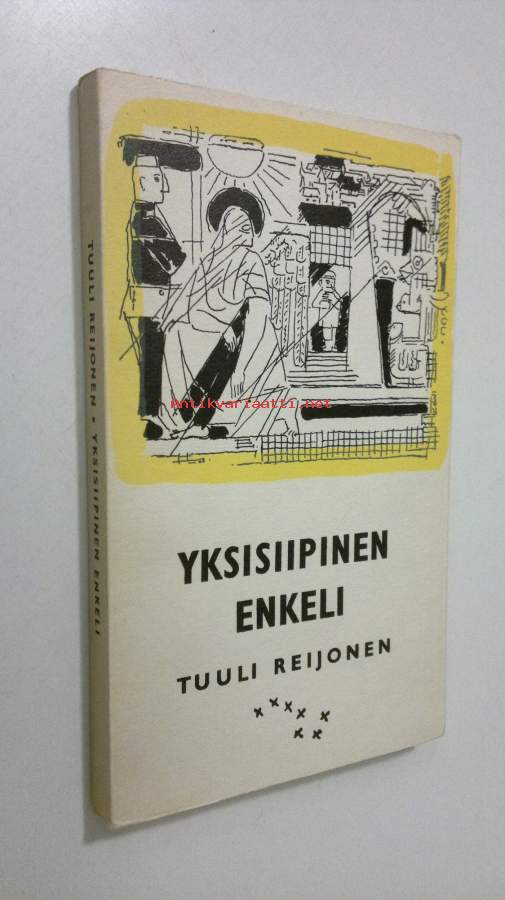 TUULI REIJONEN • YKSISIIPINEN ENKELI
Antikvariaatti.net
YKSISIIPINEN
ENKELI
TUULI REIJONEN